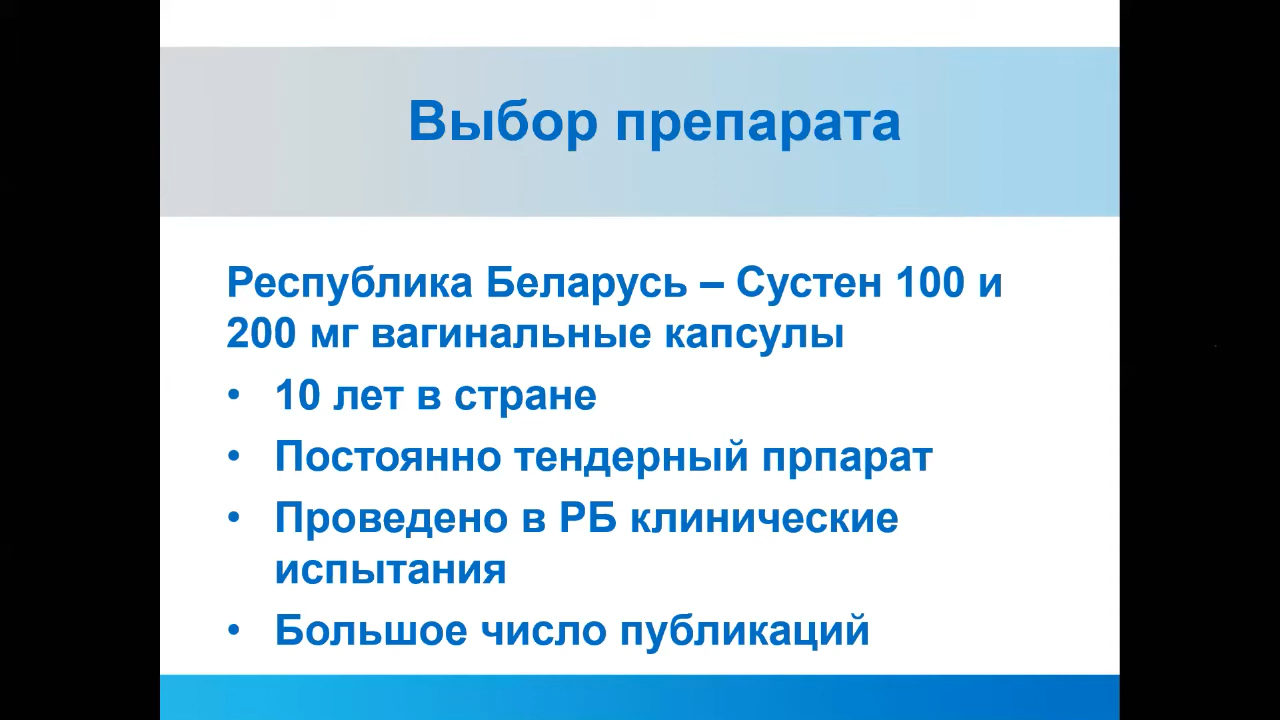 Выбор препарата
Республика Беларусь – Сустен 100 и
200 мг вагинальные капсулы
• 10 лет в стране
• Постоянно тендерный прпарат
• Проведено в РБ клинические
испытания
• Большое число публикаций